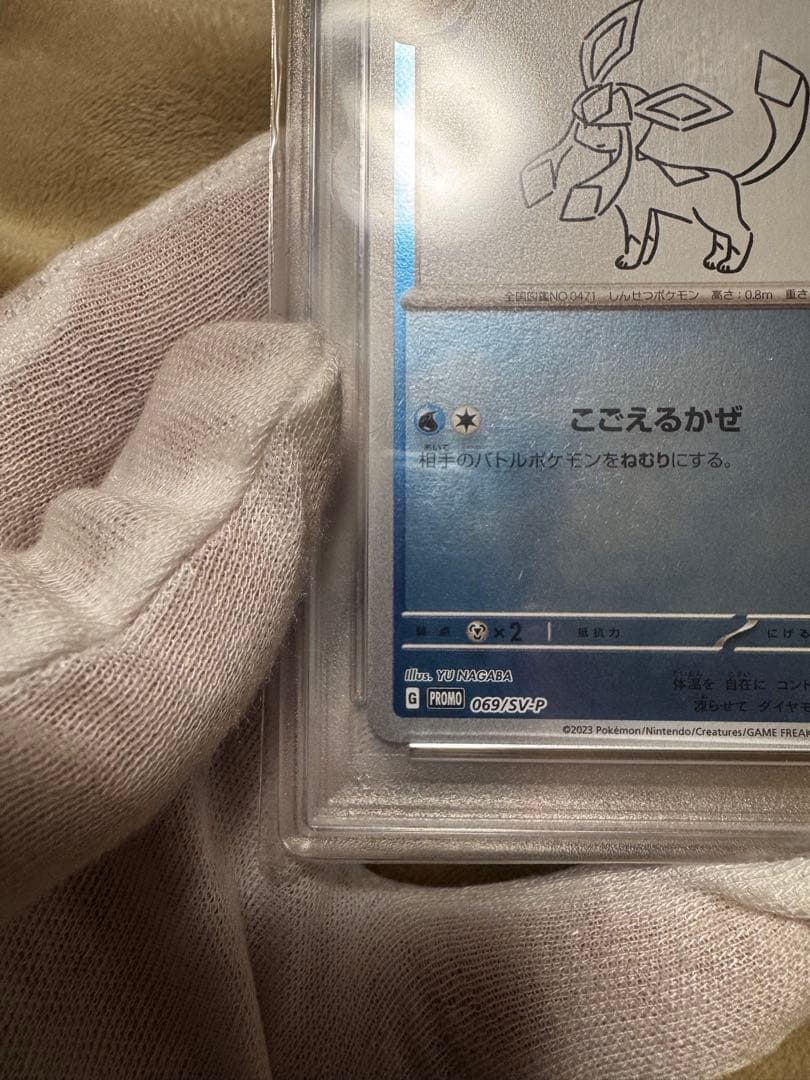 全国図鑑NO.0471 しんせつポケモン 高さ:0.8m 重さ
こごえるかぜ
あいて
相手のバトルポケモンをねむりにする。
弱点 ×2 抵抗力 にげる
Illus. YU NAGABA
G PROMO 069/SV-P
体温を 自在に コント
凍らせて ダイヤモ
©2023 Pokémon/Nintendo/Creatures/GAME FREAK